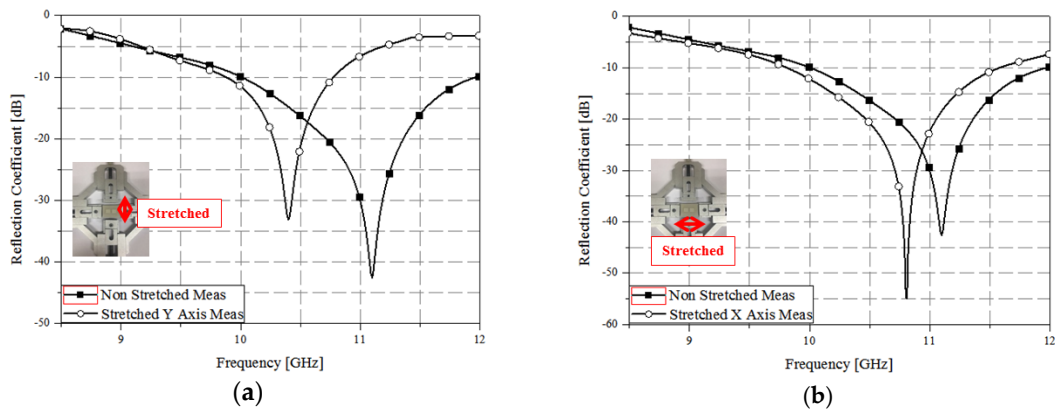 0
-10
-20
-30
-40
-50
Reflection Coefficient [dB]
Stretched
Non Stretched Meas
Stretched Y Axis Meas
9
10
11
12
Frequency [GHz]
(a)
0
-10
-20
-30
-40
-50
-60
Reflection Coefficient [dB]
Stretched
Non Stretched Meas
Stretched X Axis Meas
9
10
11
12
Frequency [GHz]
(b)